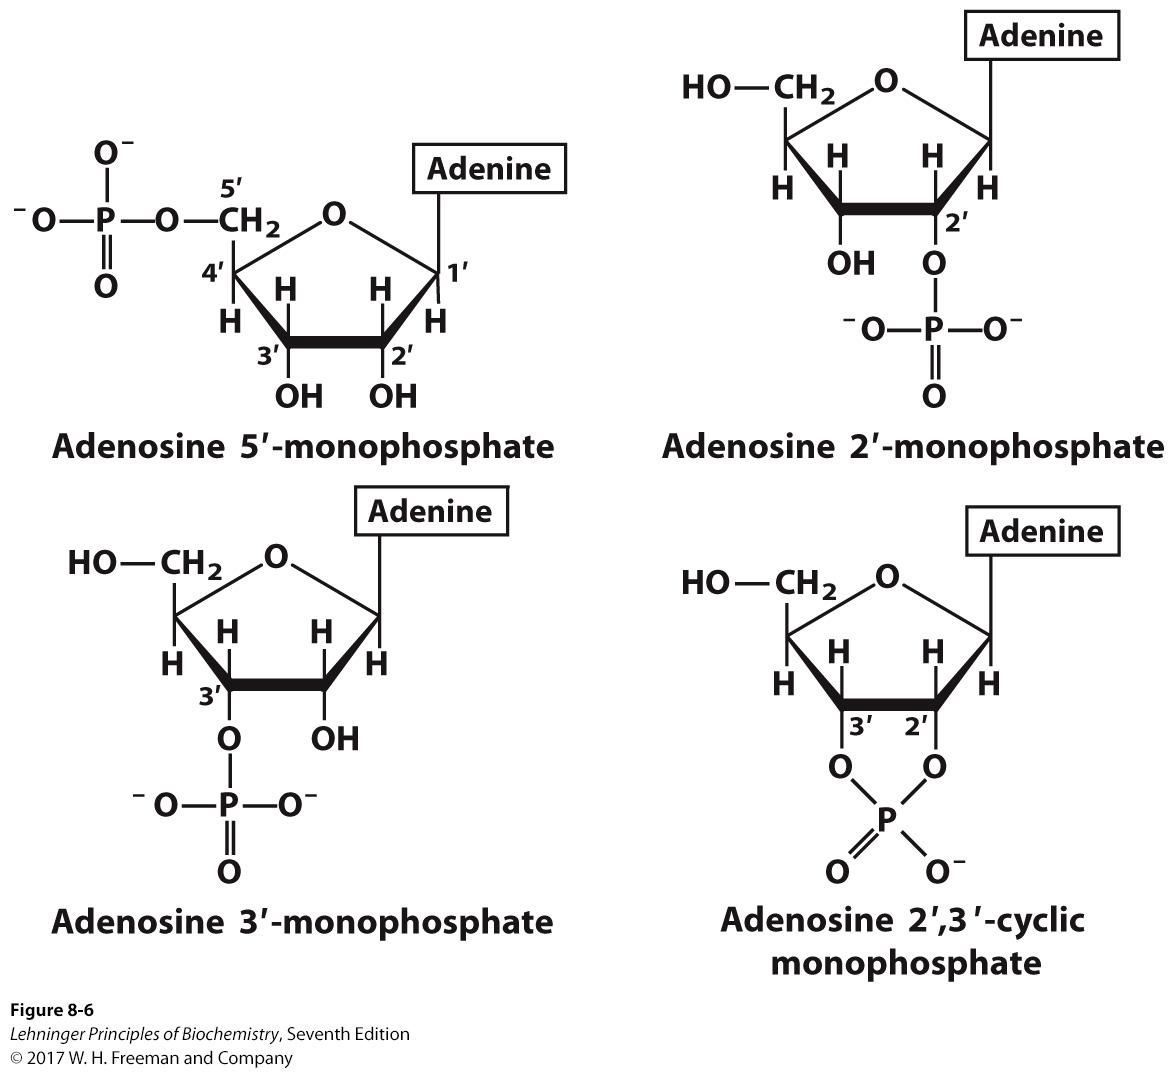 Adenine
O⁻
5′
⁻O—P—O—CH₂ O
O
4′ 1′
H H
H H
3′ 2′
OH OH
Adenosine 5′-monophosphate
Adenine
HO—CH₂ O
H H
H H
2′
OH O
⁻O—P—O⁻
O
Adenosine 2′-monophosphate
Adenine
HO—CH₂ O
H H
H H
3′
O OH
⁻O—P—O⁻
O
Adenosine 3′-monophosphate
Adenine
HO—CH₂ O
H H
H H
3′ 2′
O O
P
O O⁻
Adenosine 2′,3′-cyclic
monophosphate
Figure 8-6
Lehninger Principles of Biochemistry, Seventh Edition
© 2017 W. H. Freeman and Company